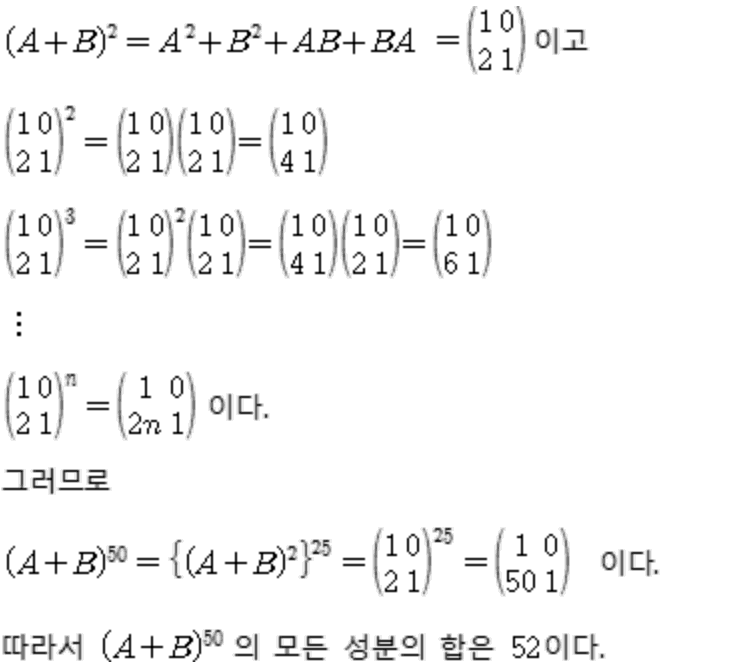 (A+B)² = A²+B²+AB+BA = (1 0; 2 1) 이고
(1 0; 2 1)² = (1 0; 2 1)(1 0; 2 1) = (1 0; 4 1)
(1 0; 2 1)³ = (1 0; 2 1)²(1 0; 2 1) = (1 0; 4 1)(1 0; 2 1) = (1 0; 6 1)
⋮
(1 0; 2 1)ⁿ = (1 0; 2n 1) 이다.
그러므로
(A+B)⁵⁰ = {(A+B)²}²⁵ = (1 0; 2 1)²⁵ = (1 0; 50 1) 이다.
따라서 (A+B)⁵⁰ 의 모든 성분의 합은 52이다.